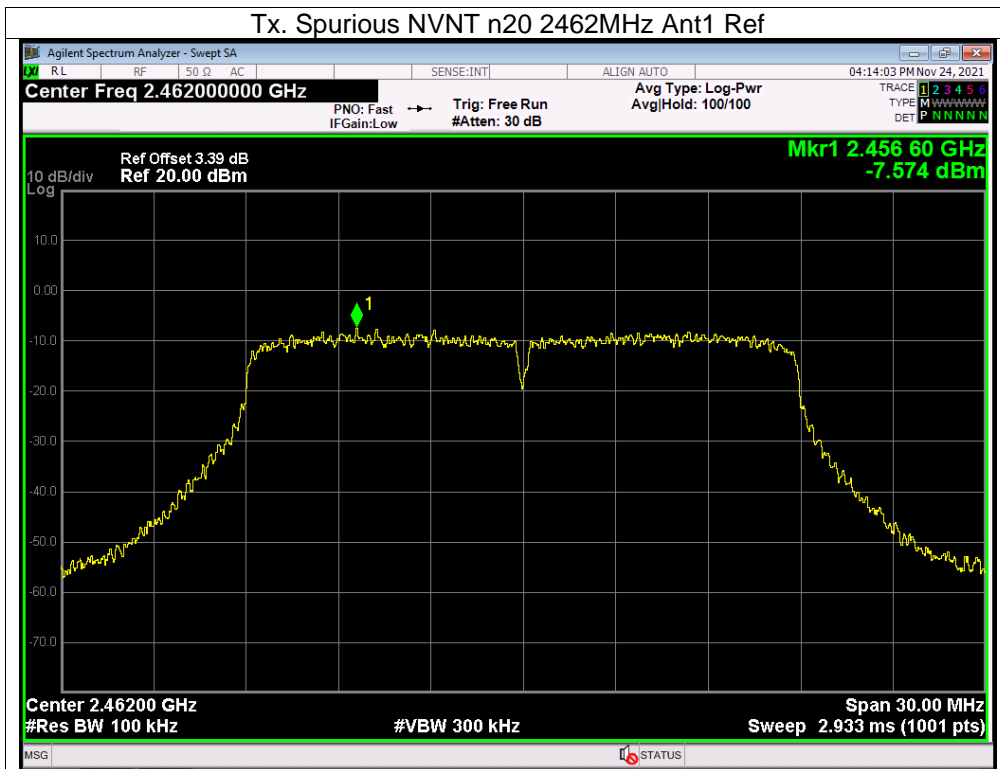 Tx. Spurious NVNT n20 2462MHz Ant1 Ref
Agilent Spectrum Analyzer - Swept SA
LXI RL RF 50 Ω AC SENSE:INT ALIGN AUTO 04:14:03 PM Nov 24, 2021
Center Freq 2.462000000 GHz
PNO: Fast
IFGain:Low
Trig: Free Run
#Atten: 30 dB
Avg Type: Log-Pwr
Avg|Hold: 100/100
TRACE 1 2 3 4 5 6
TYPE M WWWWW
DET P N N N N N
Mkr1 2.456 60 GHz
-7.574 dBm
Ref Offset 3.39 dB
10 dB/div Ref 20.00 dBm
Log
10.0
0.00
1
-10.0
-20.0
-30.0
-40.0
-50.0
-60.0
-70.0
Center 2.46200 GHz Span 30.00 MHz
#Res BW 100 kHz #VBW 300 kHz Sweep 2.933 ms (1001 pts)
MSG STATUS